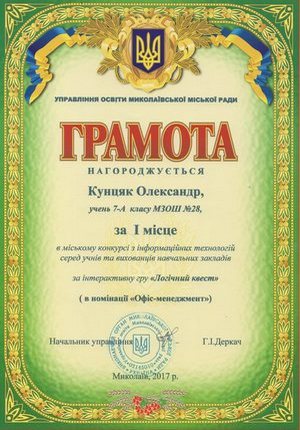 УПРАВЛІННЯ ОСВІТИ МИКОЛАЇВСЬКОЇ МІСЬКОЇ РАДИ
ГРАМОТА
НАГОРОДЖУЄТЬСЯ
Кунцяк Олександр,
учень 7-А класу МЗОШ №28,
за І місце
в міському конкурсі з інформаційних технологій
серед учнів та вихованців навчальних закладів
за інтерактивну гру «Логічний квест»
( в номінації «Офіс-менеджмент»)
Начальник управління
Г.І.Деркач
Миколаїв, 2017 р.